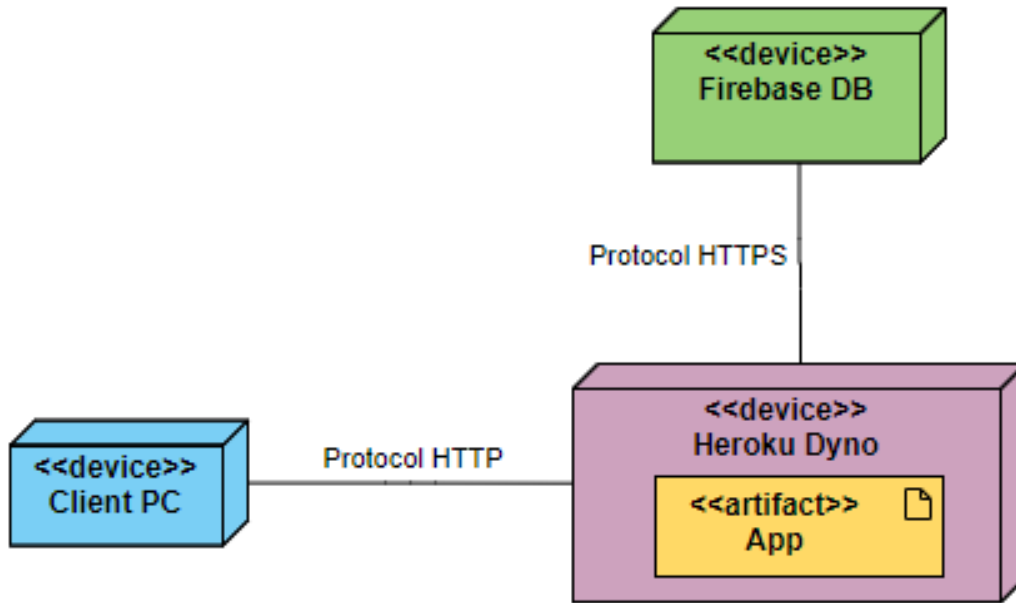 <<device>>
Firebase DB
Protocol HTTPS
<<device>>
Heroku Dyno
<<artifact>>
App
Protocol HTTP
<<device>>
Client PC